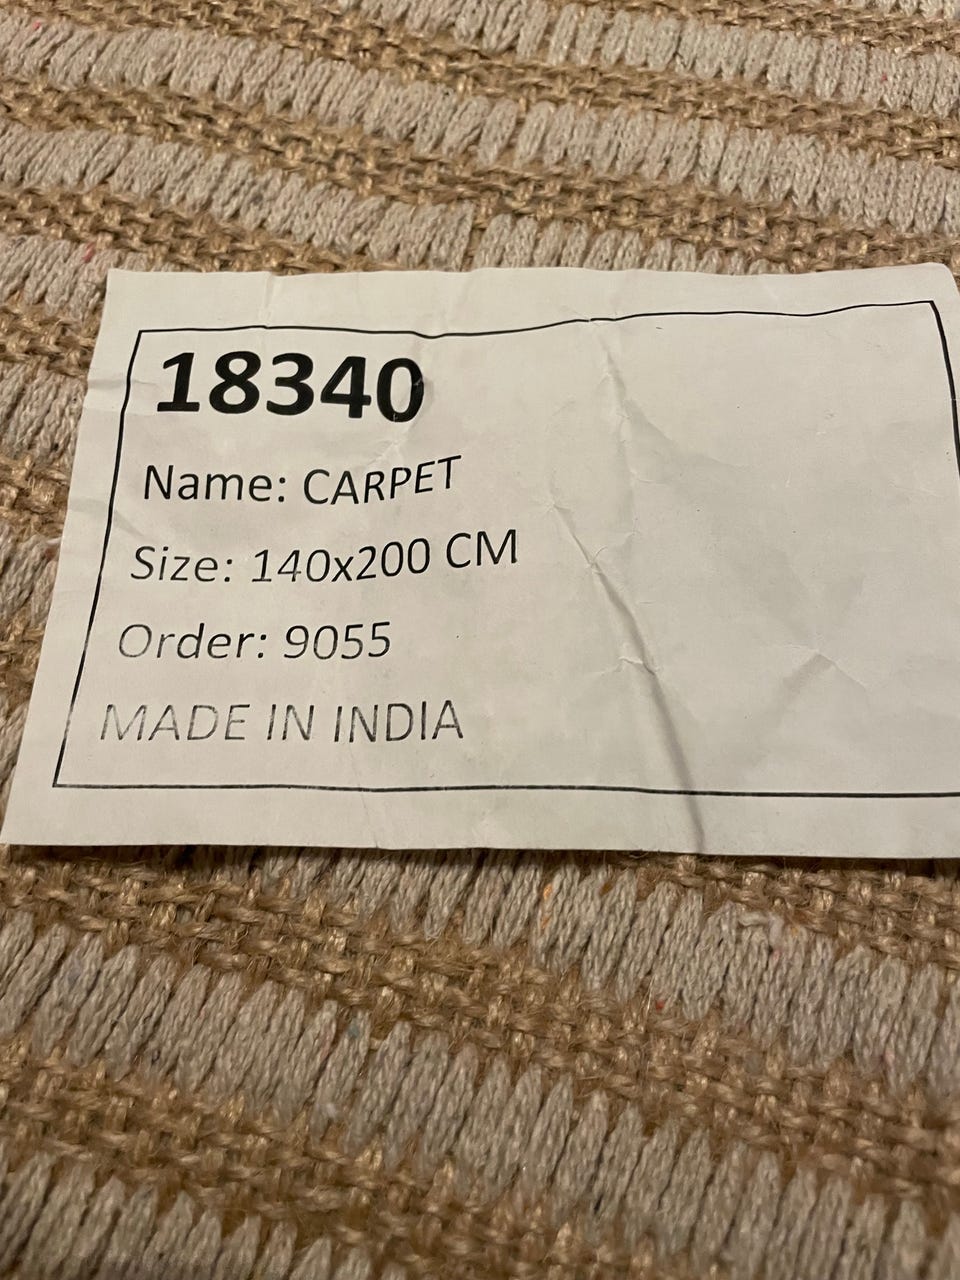 18340
Name: CARPET
Size: 140x200 CM
Order: 9055
MADE IN INDIA